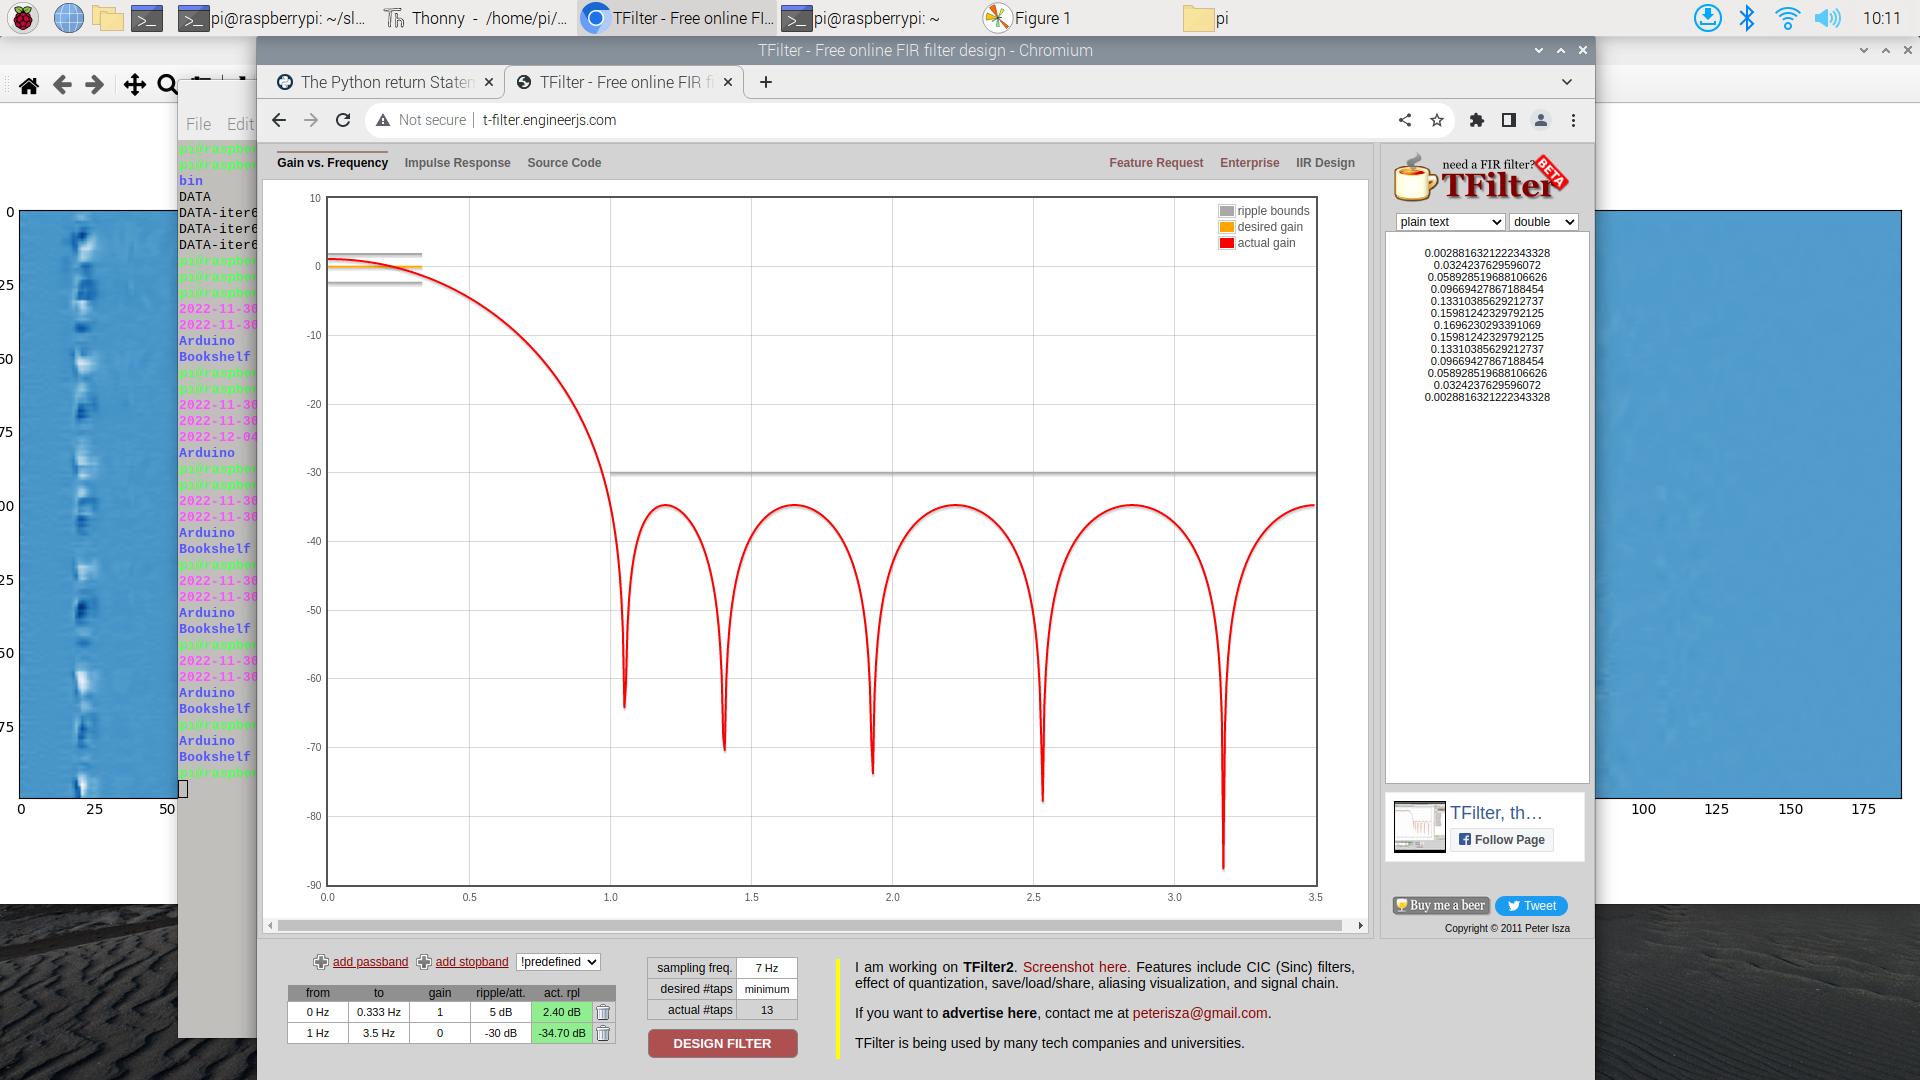 pi@raspberrypi: ~/sl...
Thonny - /home/pi/...
TFilter - Free online FI...
pi@raspberrypi: ~
Figure 1
pi
10:11
TFilter - Free online FIR filter design - Chromium
The Python return Statem
TFilter - Free online FIR fi
Not secure
t-filter.engineerjs.com
File Edit
Gain vs. Frequency
Impulse Response
Source Code
Feature Request
Enterprise
IIR Design
need a FIR filter?
BETA
TFilter
plain text
double
0.0028816321222343328
0.0324237629596072
0.058928519688106626
0.09669427867188454
0.13310385629212737
0.15981242329792125
0.1696230293391069
0.15981242329792125
0.13310385629212737
0.09669427867188454
0.058928519688106626
0.0324237629596072
0.0028816321222343328
ripple bounds
desired gain
actual gain
10
0
-10
-20
-30
-40
-50
-60
-70
-80
-90
0.0
0.5
1.0
1.5
2.0
2.5
3.0
3.5
pi@raspber
pi@raspber
bin
DATA
DATA-iter6
DATA-iter6
DATA-iter6
pi@raspber
pi@raspber
pi@raspber
2022-11-30
2022-11-30
Arduino
Bookshelf
pi@raspber
pi@raspber
2022-11-30
2022-11-30
2022-12-04
Arduino
pi@raspber
pi@raspber
2022-11-30
2022-11-30
Arduino
Bookshelf
pi@raspber
2022-11-30
2022-11-30
Arduino
Bookshelf
pi@raspber
2022-11-30
2022-11-30
Arduino
Bookshelf
pi@raspber
Arduino
Bookshelf
pi@raspber
0
25
50
75
00
25
50
75
0
25
50
100
125
150
175
TFilter, th...
Follow Page
Buy me a beer
Tweet
Copyright © 2011 Peter Isza
add passband
add stopband
!predefined
from to gain ripple/att. act. rpl
0 Hz 0.333 Hz 1 5 dB 2.40 dB
1 Hz 3.5 Hz 0 -30 dB -34.70 dB
sampling freq. 7 Hz
desired #taps minimum
actual #taps 13
DESIGN FILTER
I am working on TFilter2. Screenshot here. Features include CIC (Sinc) filters,
effect of quantization, save/load/share, aliasing visualization, and signal chain.
If you want to advertise here, contact me at peterisza@gmail.com.
TFilter is being used by many tech companies and universities.